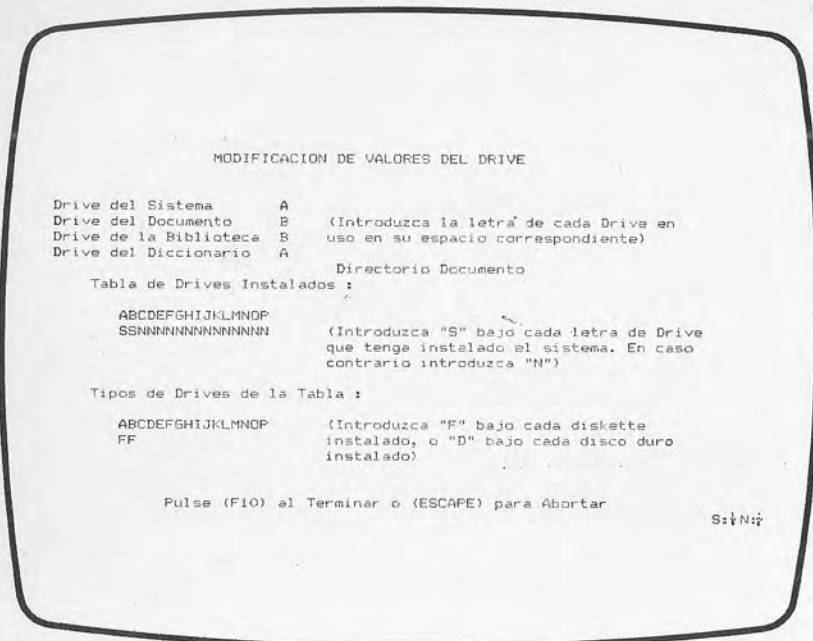 MODIFICACION DE VALORES DEL DRIVE
Drive del Sistema A
Drive del Documento B (Introduzca la letra de cada Drive en
Drive de la Biblioteca B uso en su espacio correspondiente)
Drive del Diccionario A
Directorio Documento
Tabla de Drives Instalados :
ABCDEFGHIJKLMNOP
SSNNNNNNNNNNNNNN (Introduzca "S" bajo cada letra de Drive
que tenga instalado el sistema. En caso
contrario introduzca "N")
Tipos de Drives de la Tabla :
ABCDEFGHIJKLMNOP (Introduzca "F" bajo cada diskette
FF instalado, o "D" bajo cada disco duro
instalado)
Pulse (F10) al Terminar o (ESCAPE) para Abortar
S: N: